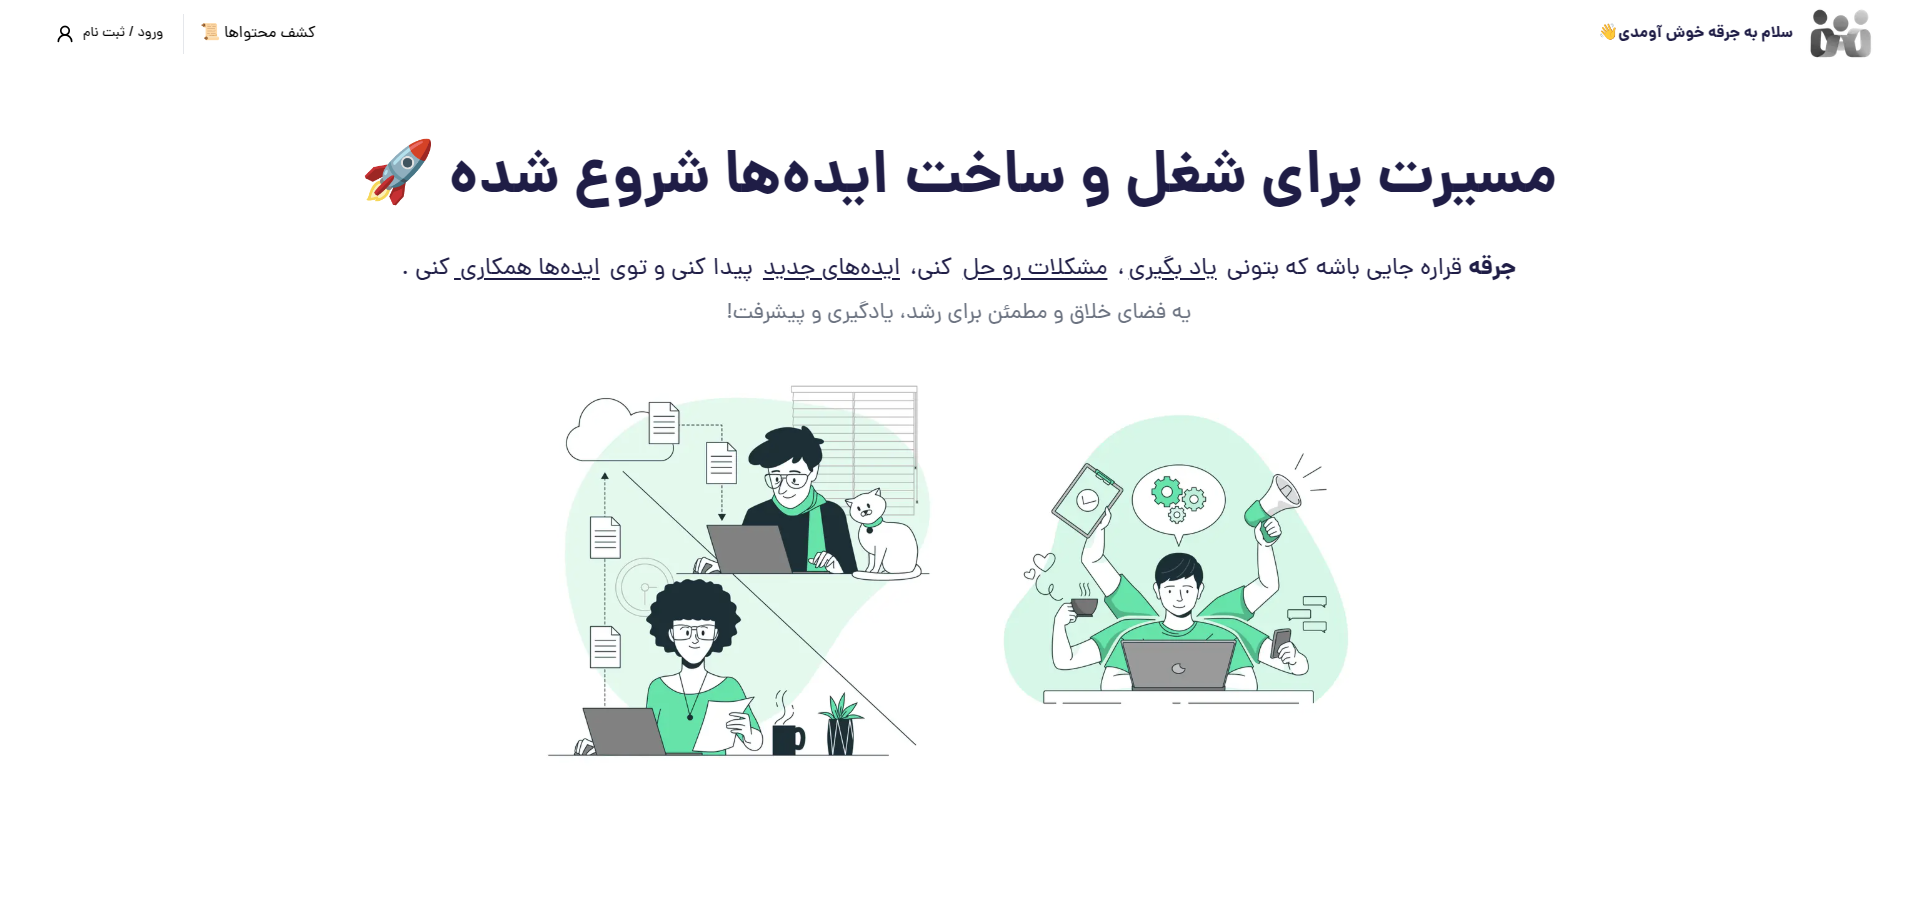 سلام به جرقه خوش آومدی👋
کشف محتواها 📜
ورود / ثبت نام
مسیرت برای شغل و ساخت ایده‌ها شروع شده 🚀
جرقه قراره جایی باشه که بتونی یاد بگیری ، مشکلات رو حل کنی، ایده‌های جدید پیدا کنی و توی ایده‌ها همکاری کنی .
یه فضای خلاق و مطمئن برای رشد، یادگیری و پیشرفت!